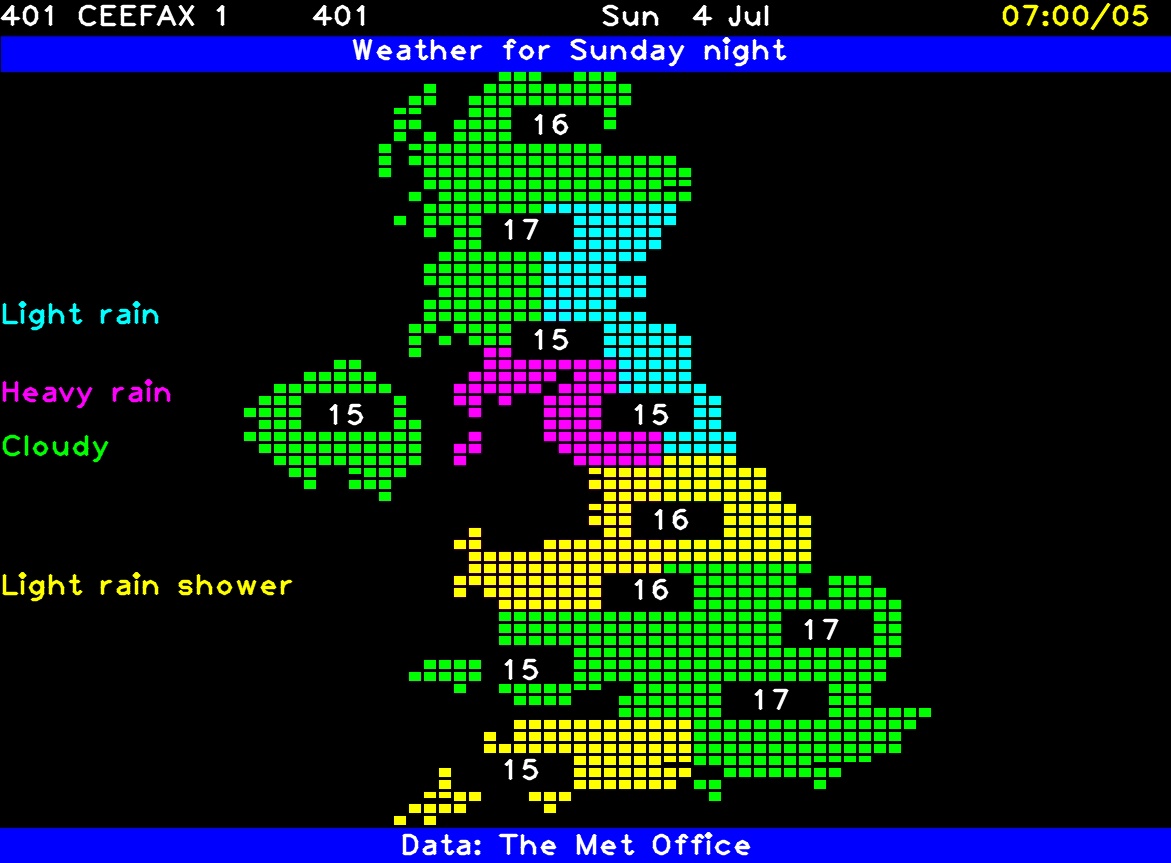 401 CEEFAX 1 401 Sun 4 Jul 07:00/05
Weather for Sunday night
16
17
Light rain
15
Heavy rain
15 15
Cloudy
16
Light rain shower 16
17
15
17
15
Data: The Met Office